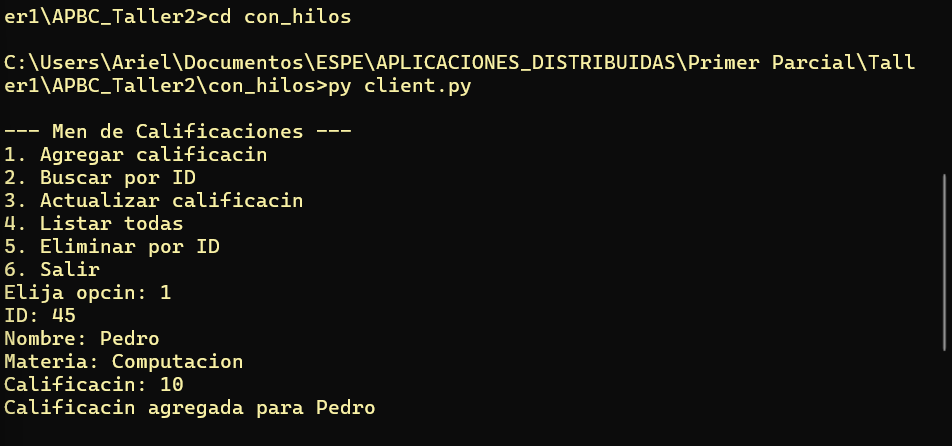 er1\APBC_Taller2>cd con_hilos
C:\Users\Ariel\Documentos\ESPE\APLICACIONES_DISTRIBUIDAS\Primer Parcial\Tall
er1\APBC_Taller2\con_hilos>py client.py
--- Men de Calificaciones ---
1. Agregar calificacin
2. Buscar por ID
3. Actualizar calificacin
4. Listar todas
5. Eliminar por ID
6. Salir
Elija opcin: 1
ID: 45
Nombre: Pedro
Materia: Computacion
Calificacin: 10
Calificacin agregada para Pedro